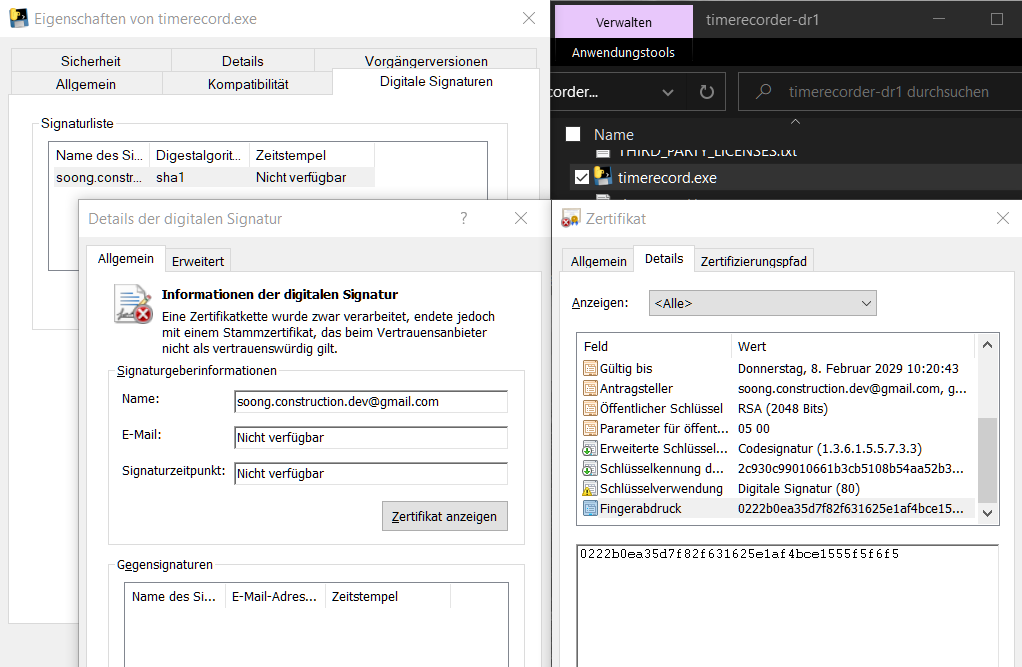 Eigenschaften von timerecord.exe
Sicherheit
Details
Vorgängerversionen
Allgemein
Kompatibilität
Digitale Signaturen
Signaturliste
Name des Si...
Digestalgorit...
Zeitstempel
soong.constr...
sha1
Nicht verfügbar
Verwalten
timerecorder-dr1
Anwendungstools
corder...
timerecorder-dr1 durchsuchen
Name
THIRD_PARTY_LICENSES.txt
timerecord.exe
Details der digitalen Signatur
?
Allgemein
Erweitert
Informationen der digitalen Signatur
Eine Zertifikatkette wurde zwar verarbeitet, endete jedoch
mit einem Stammzertifikat, das beim Vertrauensanbieter
nicht als vertrauenswürdig gilt.
Signaturgeberinformationen
Name:
soong.construction.dev@gmail.com
E-Mail:
Nicht verfügbar
Signaturzeitpunkt:
Nicht verfügbar
Zertifikat anzeigen
Gegensignaturen
Name des Si...
E-Mail-Adres...
Zeitstempel
Zertifikat
Allgemein
Details
Zertifizierungspfad
Anzeigen:
<Alle>
Feld
Wert
Gültig bis
Donnerstag, 8. Februar 2029 10:20:43
Antragsteller
soong.construction.dev@gmail.com, g...
Öffentlicher Schlüssel
RSA (2048 Bits)
Parameter für öffent...
05 00
Erweiterte Schlüssel...
Codesignatur (1.3.6.1.5.5.7.3.3)
Schlüsselkennung d...
2c930c99010661b3cb5108b54aa52b3...
Schlüsselverwendung
Digitale Signatur (80)
Fingerabdruck
0222b0ea35d7f82f631625e1af4bce15...
0222b0ea35d7f82f631625e1af4bce1555f5f6f5